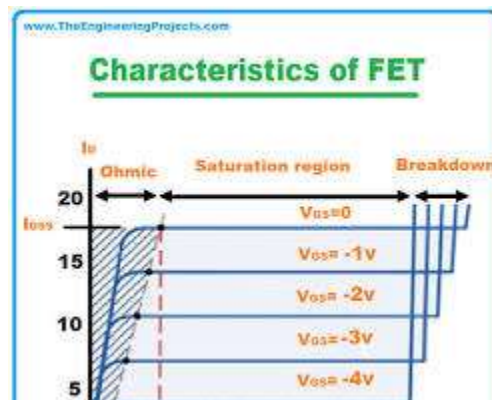 www.TheEngineeringProjects.com
Characteristics of FET
ID
Ohmic
Saturation region
Breakdown
20
IDSS
VGS=0
15
VGS= -1v
VGS= -2v
10
VGS= -3v
5
VGS= -4v